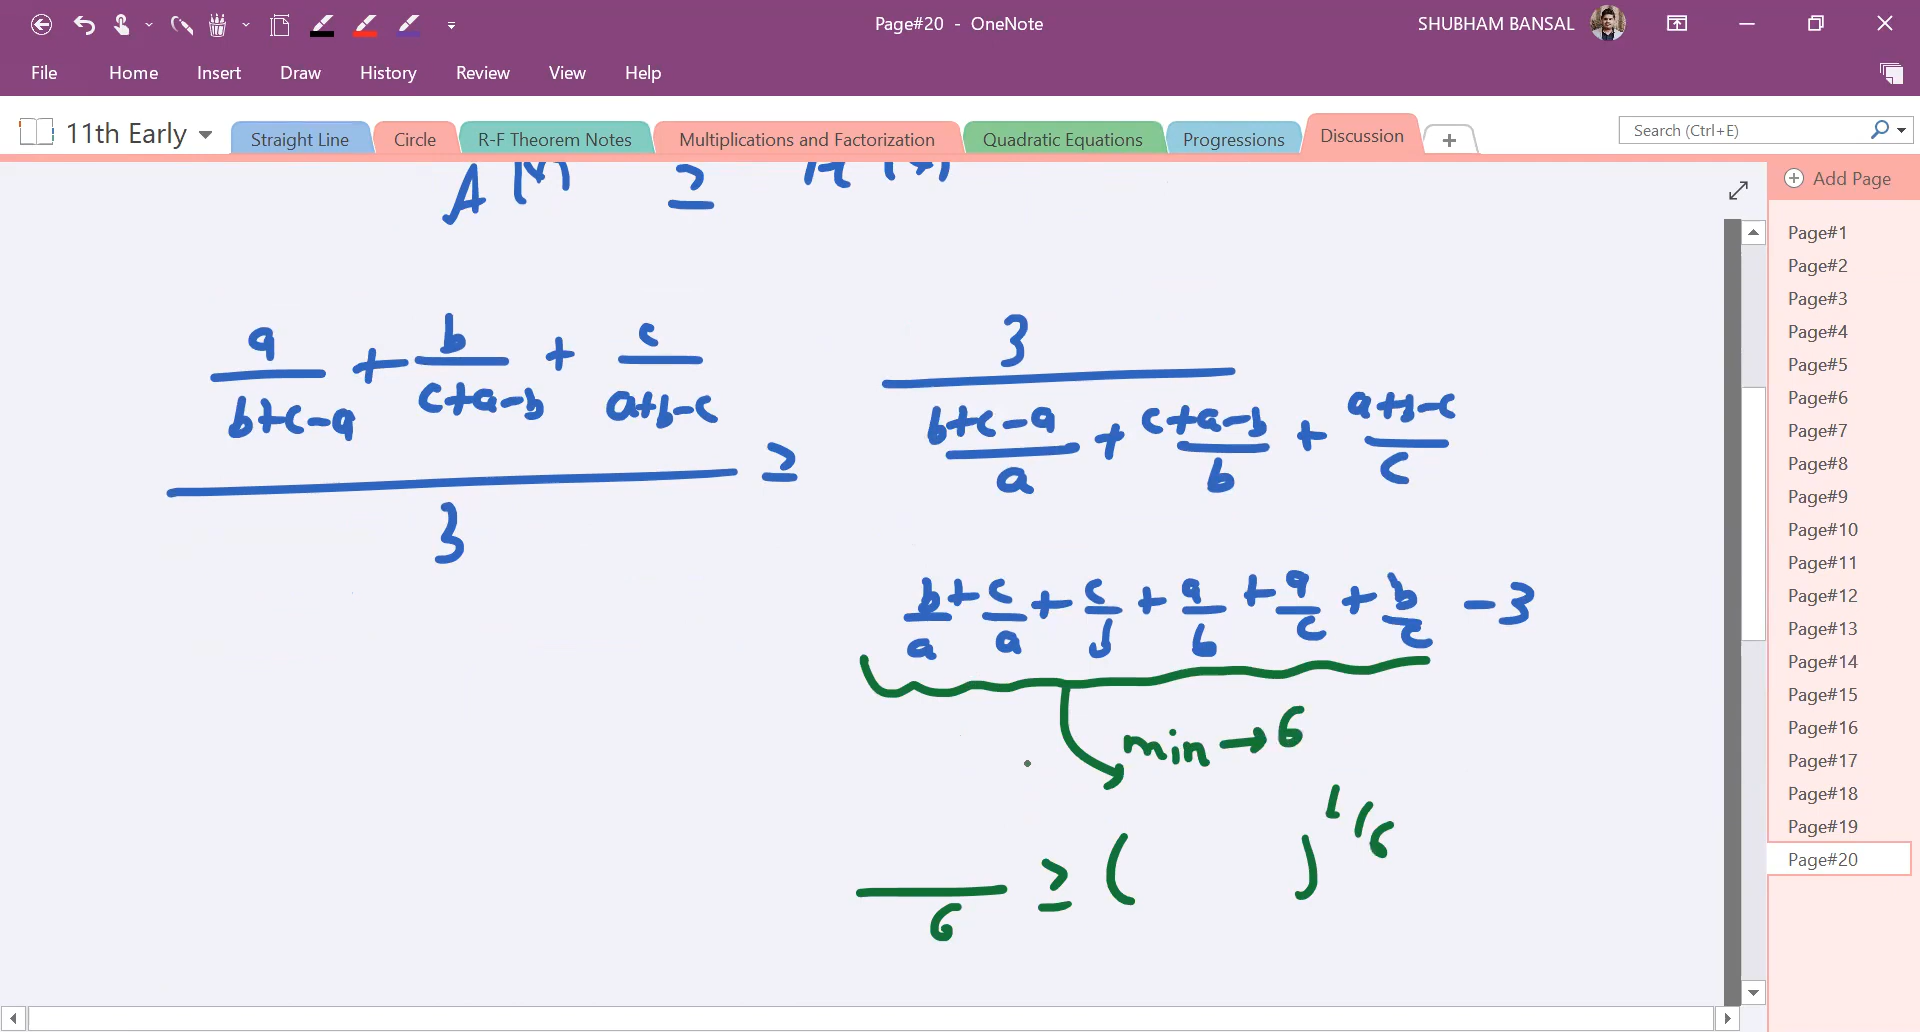 Page#20 - OneNote
SHUBHAM BANSAL
File Home Insert Draw History Review View Help
11th Early
Straight Line
Circle
R-F Theorem Notes
Multiplications and Factorization
Quadratic Equations
Progressions
Discussion
Search (Ctrl+E)
Add Page
Page#1
Page#2
Page#3
Page#4
Page#5
Page#6
Page#7
Page#8
Page#9
Page#10
Page#11
Page#12
Page#13
Page#14
Page#15
Page#16
Page#17
Page#18
Page#19
Page#20
a + b + c
b+c-a c+a-b a+b-c
3
≥
3
b+c-a + c+a-b + a+b-c
a b c
b + c + c + a + a + b - 3
a a b b c c
min → 6
≥ ( ) 1/6
6